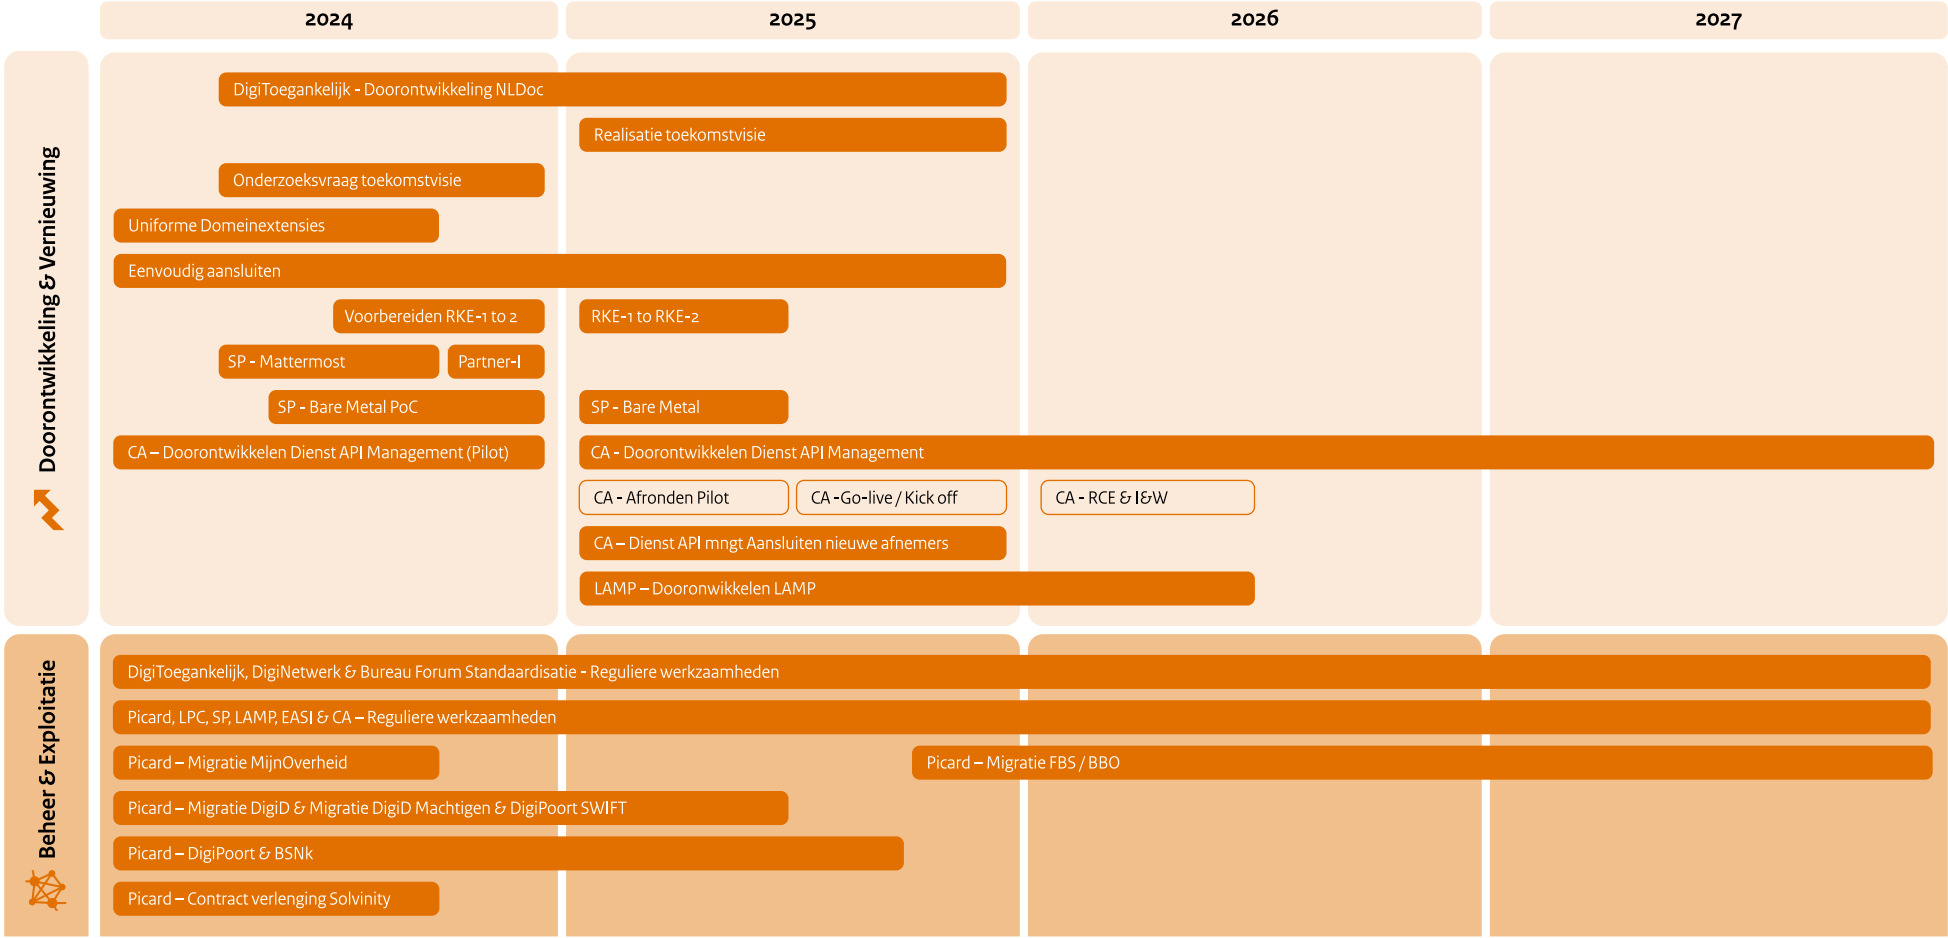 2024
2025
2026
2027
Doorontwikkeling & Vernieuwing
DigiToegankelijk - Doorontwikkeling NLDoc
Realisatie toekomstvisie
Onderzoeksvraag toekomstvisie
Uniforme Domeinextensies
Eenvoudig aansluiten
Voorbereiden RKE-1 to 2
RKE-1 to RKE-2
SP - Mattermost
Partner-I
SP - Bare Metal PoC
SP - Bare Metal
CA – Doorontwikkelen Dienst API Management (Pilot)
CA - Doorontwikkelen Dienst API Management
CA - Afronden Pilot
CA -Go-live / Kick off
CA - RCE & I&W
CA – Dienst API mngt Aansluiten nieuwe afnemers
LAMP – Dooronwikkelen LAMP
Beheer & Exploitatie
DigiToegankelijk, DigiNetwerk & Bureau Forum Standaardisatie - Reguliere werkzaamheden
Picard, LPC, SP, LAMP, EASI & CA – Reguliere werkzaamheden
Picard – Migratie MijnOverheid
Picard – Migratie FBS / BBO
Picard – Migratie DigiD & Migratie DigiD Machtigen & DigiPoort SWIFT
Picard – DigiPoort & BSNk
Picard – Contract verlenging Solvinity